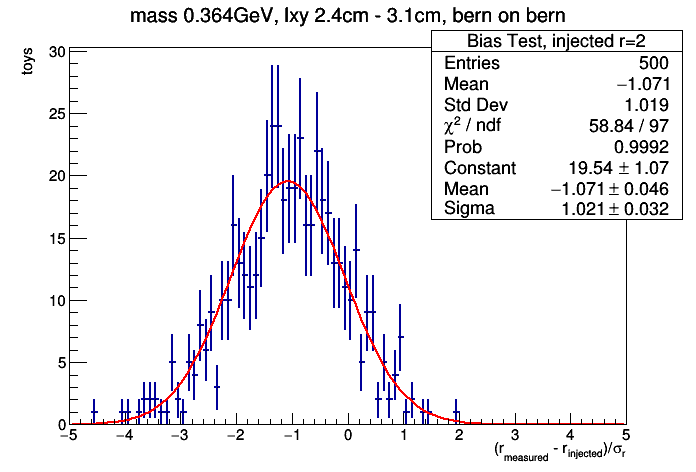 mass 0.364GeV, lxy 2.4cm - 3.1cm, bern on bern
Bias Test, injected r=2
Entries 500
Mean −1.071
Std Dev 1.019
χ² / ndf 58.84 / 97
Prob 0.9992
Constant 19.54 ± 1.07
Mean −1.071 ± 0.046
Sigma 1.021 ± 0.032
toys
30
25
20
15
10
5
0
−5 −4 −3 −2 −1 0 1 2 3 4 5
(r_measured - r_injected)/σ_r